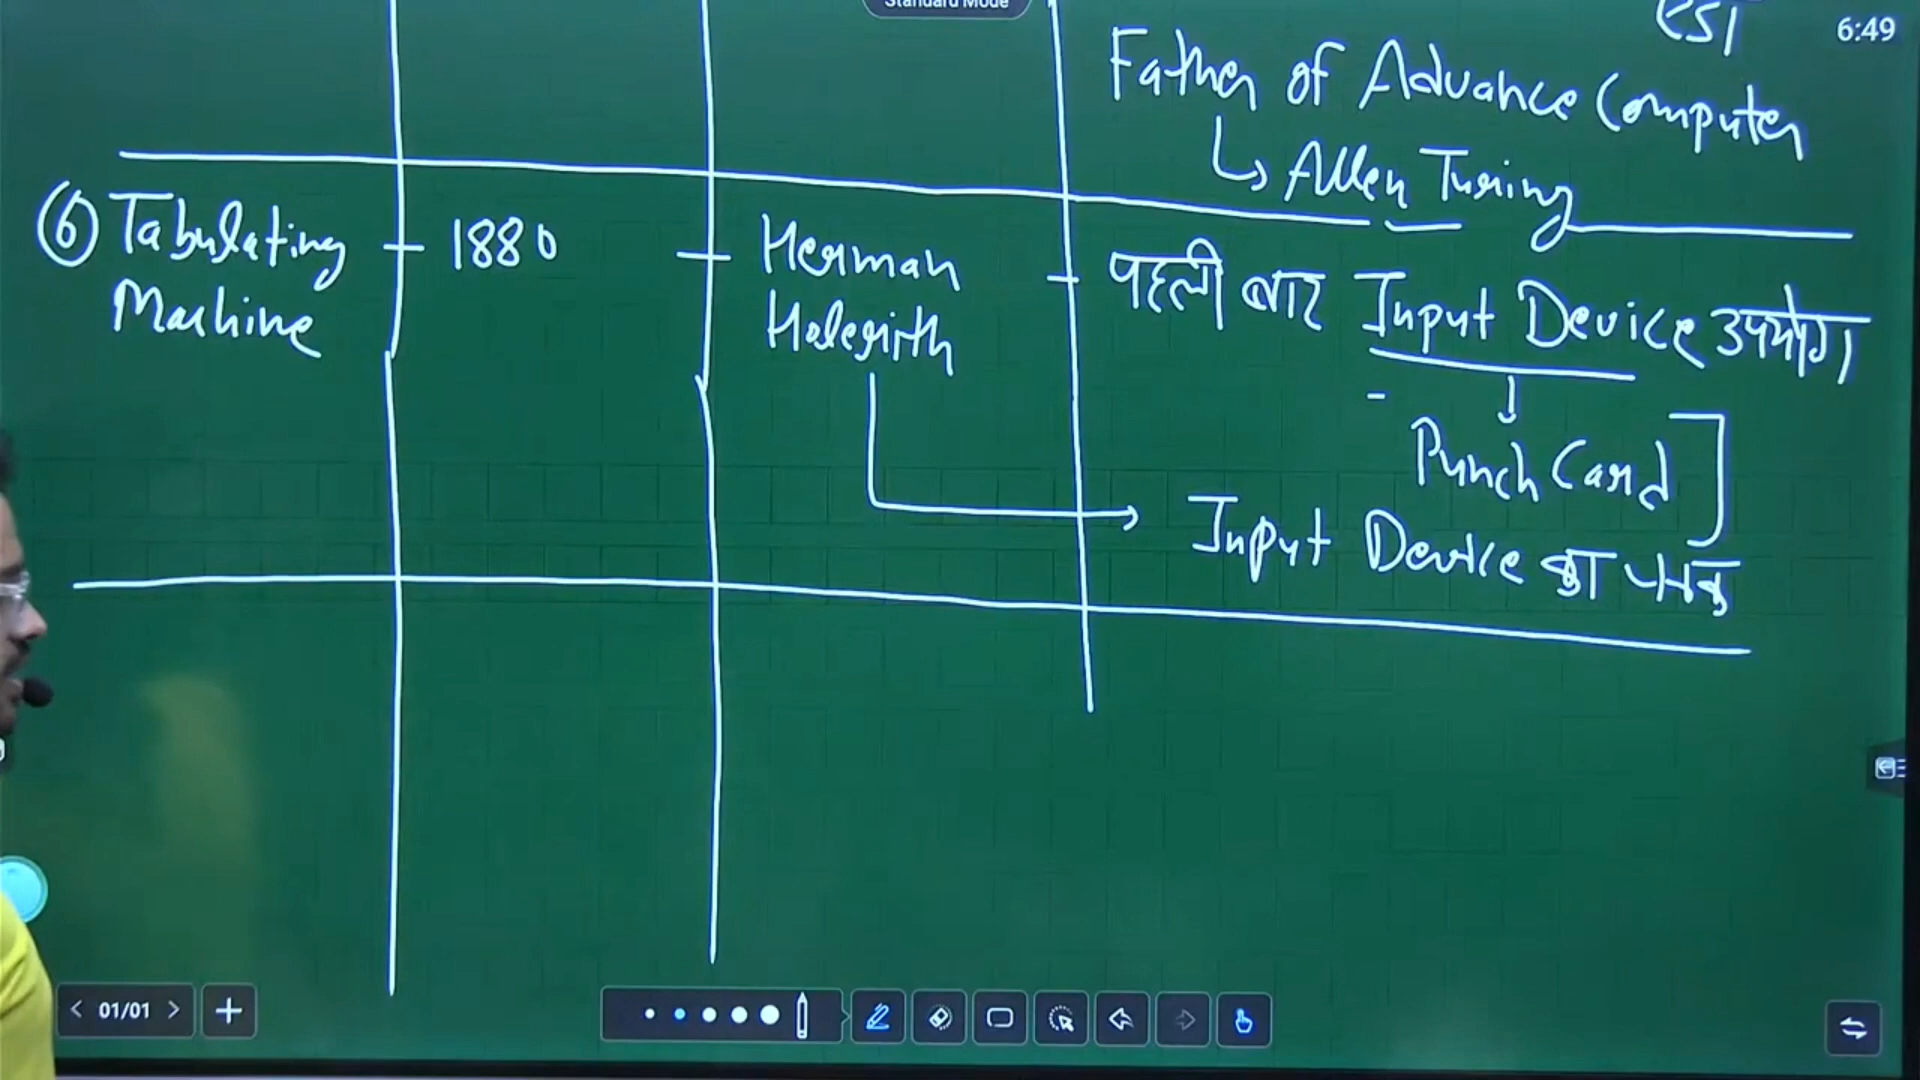 Standard Mode
6:49
Father of Advance Computer
Allen Turing
⑥ Tabulating
Machine
1880
Herman
Holerith
पहली बार Input Device उपयोग
Punch Card
Input Device का जनक
01/01